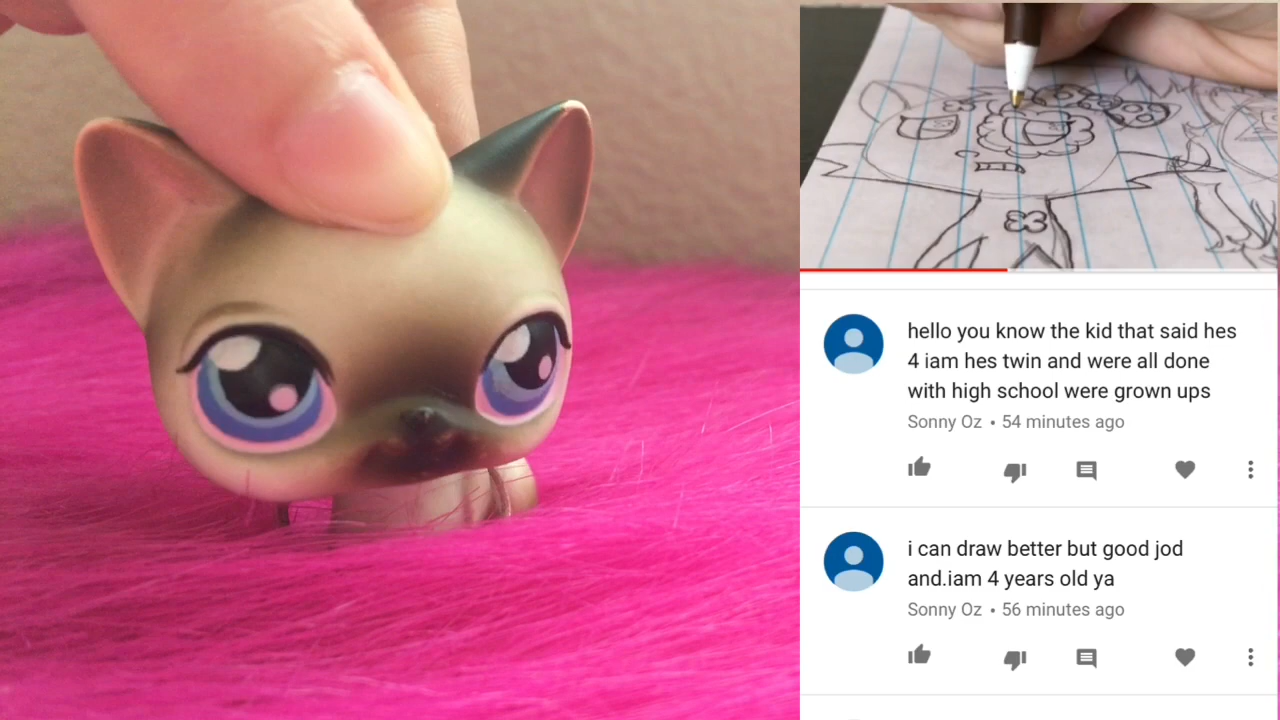 hello you know the kid that said hes
4 iam hes twin and were all done
with high school were grown ups
Sonny Oz • 54 minutes ago
i can draw better but good jod
and.iam 4 years old ya
Sonny Oz • 56 minutes ago